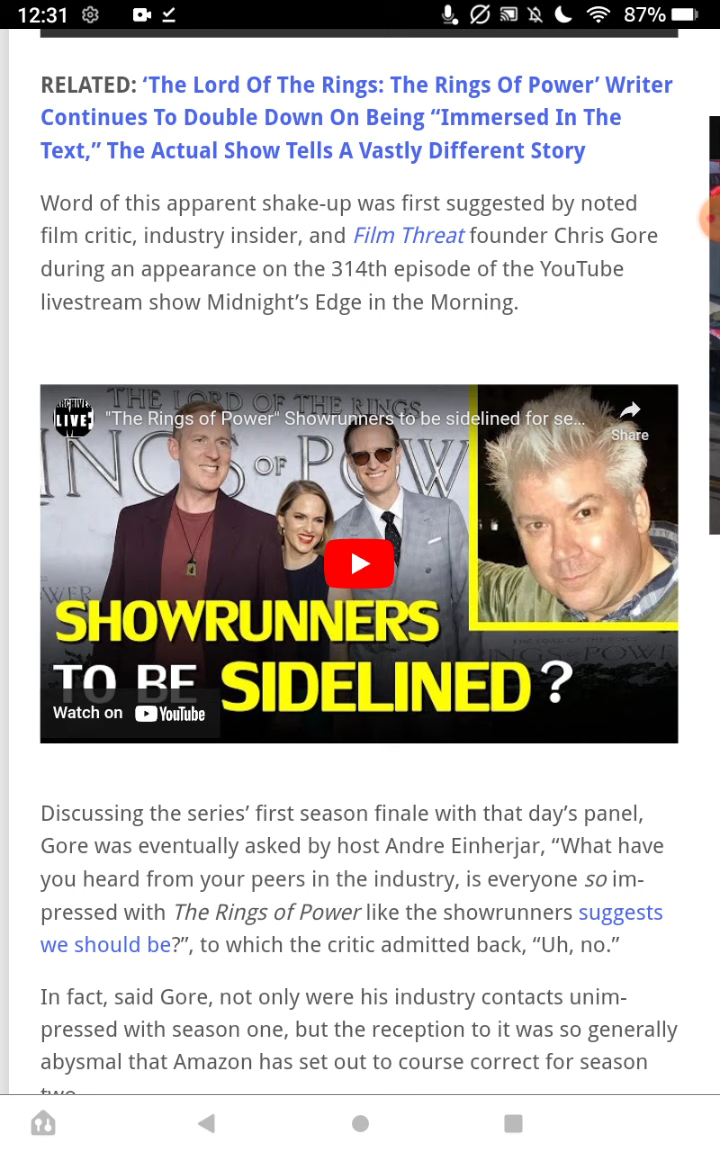 12:31
87%
RELATED: ‘The Lord Of The Rings: The Rings Of Power’ Writer
Continues To Double Down On Being “Immersed In The
Text,” The Actual Show Tells A Vastly Different Story
Word of this apparent shake-up was first suggested by noted
film critic, industry insider, and Film Threat founder Chris Gore
during an appearance on the 314th episode of the YouTube
livestream show Midnight’s Edge in the Morning.
THE LORD OF THE RINGS
LIVE
"The Rings of Power" Showrunners to be sidelined for se...
Share
INGS OF POW
WER
SHOWRUNNERS
TO BE SIDELINED?
Watch on YouTube
Discussing the series’ first season finale with that day’s panel,
Gore was eventually asked by host Andre Einherjar, “What have
you heard from your peers in the industry, is everyone so im-
pressed with The Rings of Power like the showrunners suggests
we should be?”, to which the critic admitted back, “Uh, no.”
In fact, said Gore, not only were his industry contacts unim-
pressed with season one, but the reception to it was so generally
abysmal that Amazon has set out to course correct for season